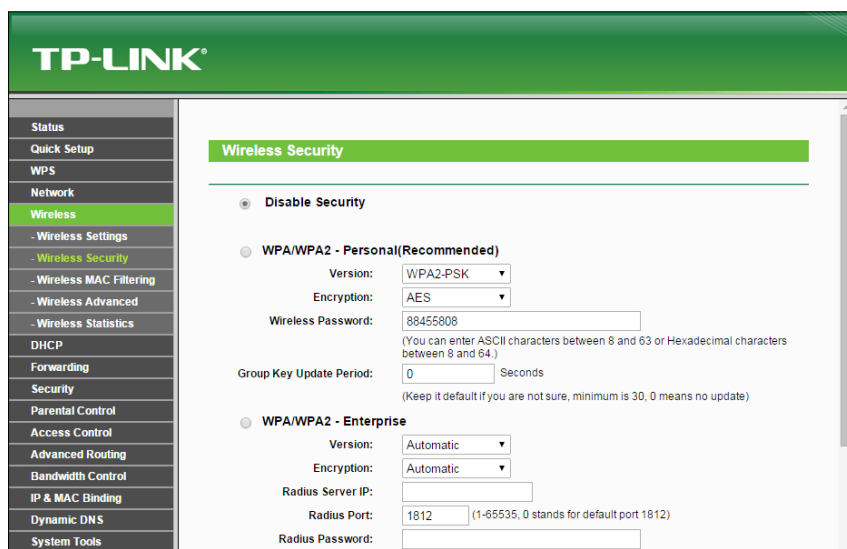 TP-LINK®
Status
Quick Setup
WPS
Network
Wireless
- Wireless Settings
- Wireless Security
- Wireless MAC Filtering
- Wireless Advanced
- Wireless Statistics
DHCP
Forwarding
Security
Parental Control
Access Control
Advanced Routing
Bandwidth Control
IP & MAC Binding
Dynamic DNS
System Tools
Wireless Security
Disable Security
WPA/WPA2 - Personal(Recommended)
Version: WPA2-PSK
Encryption: AES
Wireless Password: 88455808
(You can enter ASCII characters between 8 and 63 or Hexadecimal characters
between 8 and 64.)
Group Key Update Period: 0 Seconds
(Keep it default if you are not sure, minimum is 30, 0 means no update)
WPA/WPA2 - Enterprise
Version: Automatic
Encryption: Automatic
Radius Server IP:
Radius Port: 1812 (1-65535, 0 stands for default port 1812)
Radius Password: